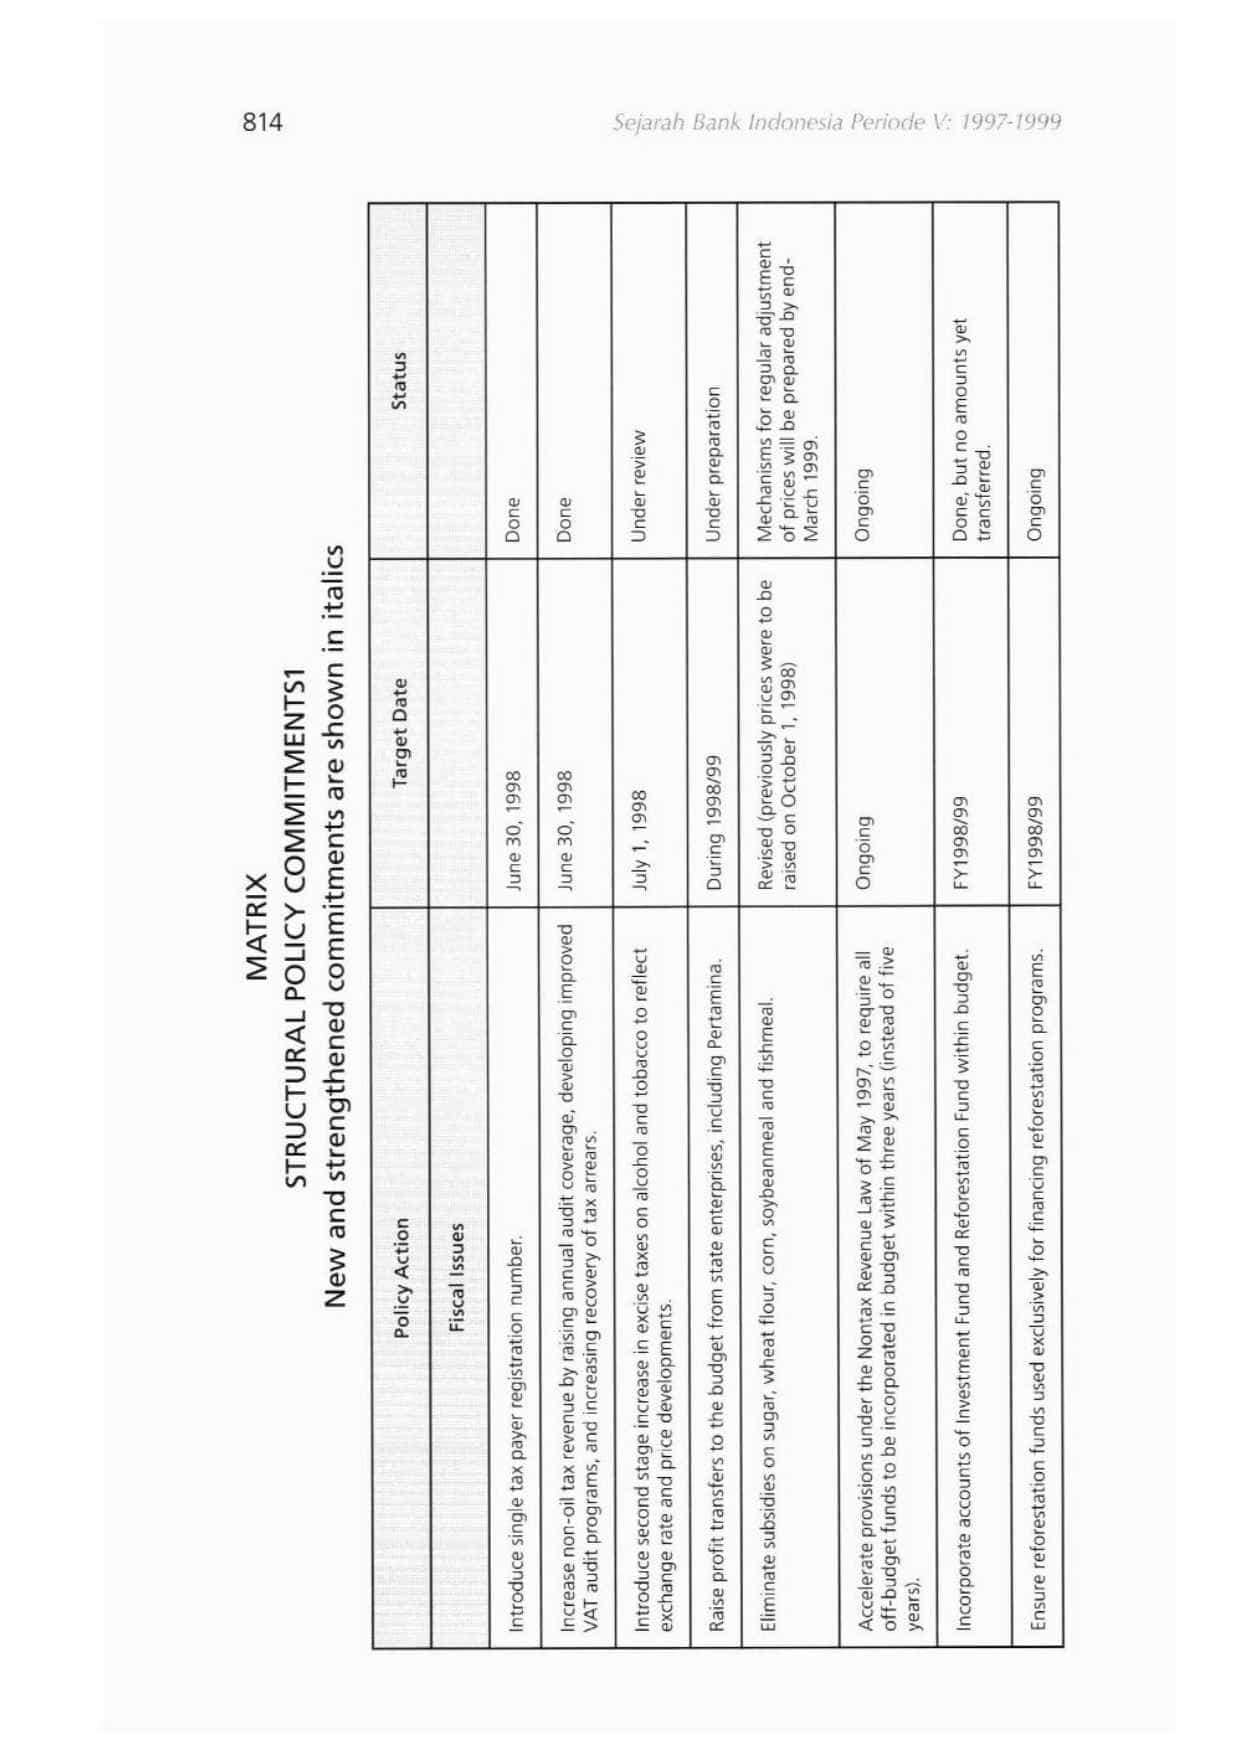 814
Sejarah Bank Indonesia Periode V: 1997-1999
MATRIX
STRUCTURAL POLICY COMMITMENTS1
New and strengthened commitments are shown in italics
Policy Action
Target Date
Status
Fiscal Issues
Introduce single tax payer registration number.
June 30, 1998
Done
Increase non-oil tax revenue by raising annual audit coverage, developing improved
VAT audit programs, and increasing recovery of tax arrears.
June 30, 1998
Done
Introduce second stage increase in excise taxes on alcohol and tobacco to reflect
exchange rate and price developments.
July 1, 1998
Under review
Raise profit transfers to the budget from state enterprises, including Pertamina.
During 1998/99
Under preparation
Eliminate subsidies on sugar, wheat flour, corn, soybeanmeal and fishmeal.
Revised (previously prices were to be
raised on October 1, 1998)
Mechanisms for regular adjustment
of prices will be prepared by end-
March 1999.
Accelerate provisions under the Nontax Revenue Law of May 1997, to require all
off-budget funds to be incorporated in budget within three years (instead of five
years).
Ongoing
Ongoing
Incorporate accounts of Investment Fund and Reforestation Fund within budget.
FY1998/99
Done, but no amounts yet
transferred.
Ensure reforestation funds used exclusively for financing reforestation programs.
FY1998/99
Ongoing